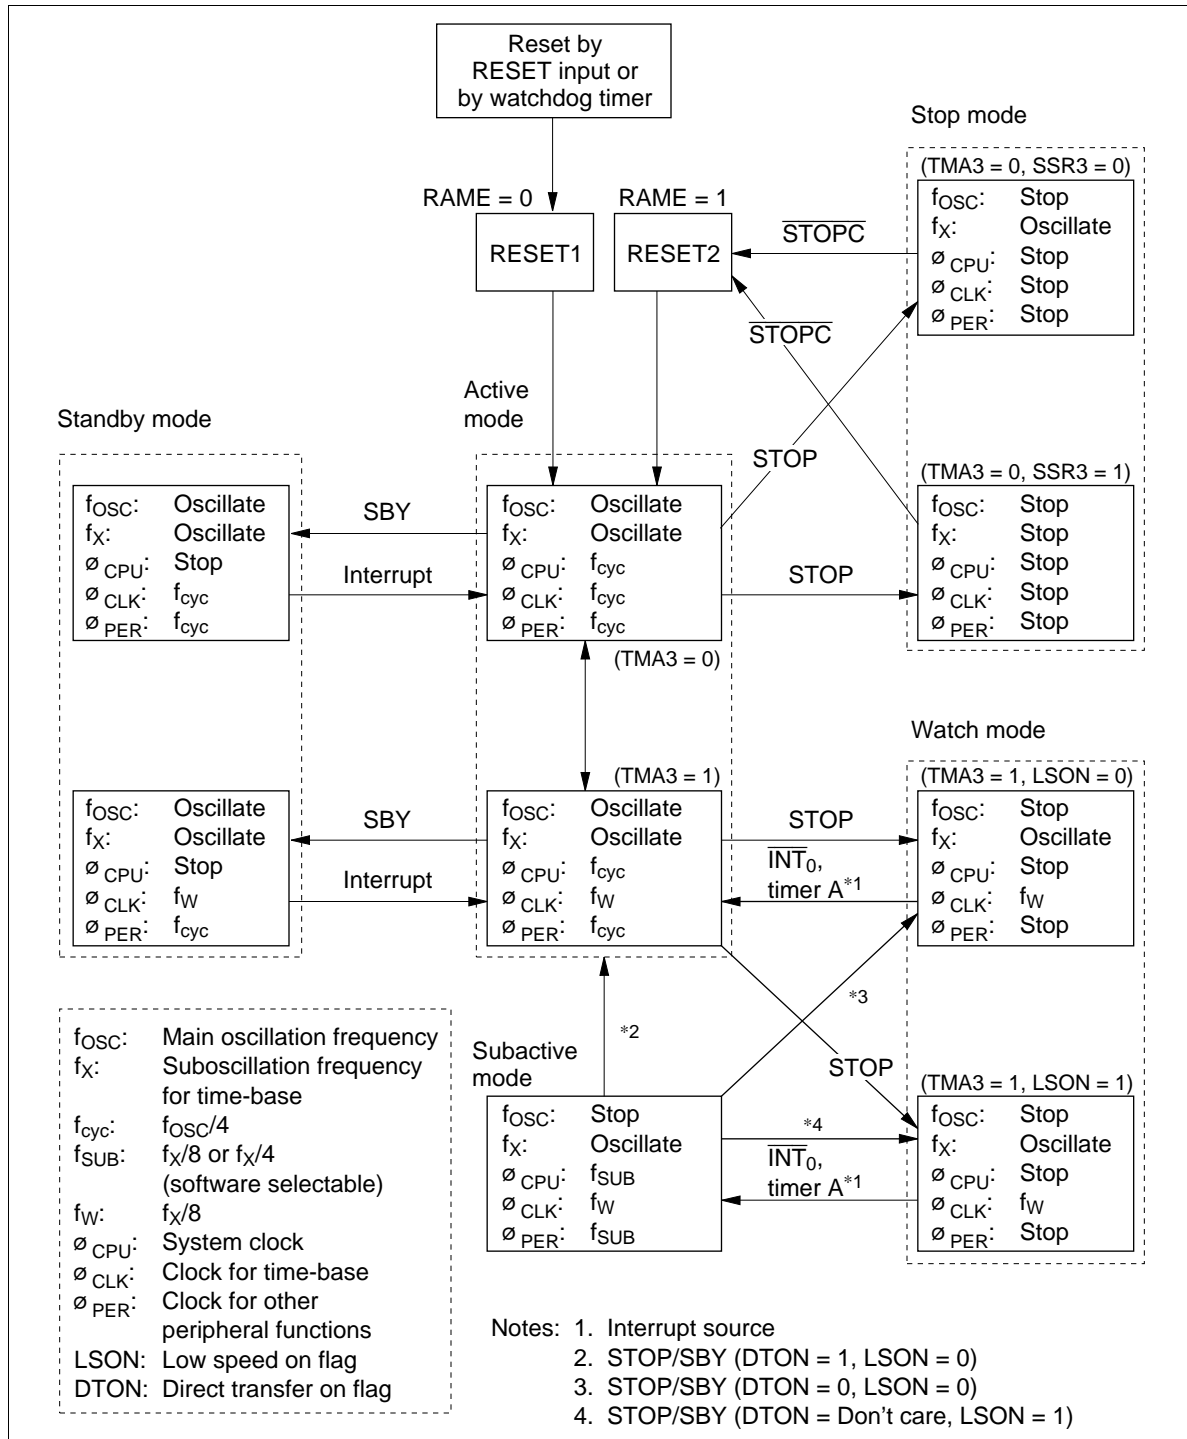 Reset by
RESET input or
by watchdog timer
Stop mode
(TMA3 = 0, SSR3 = 0)
RAME = 0
RAME = 1
RESET1
RESET2
STOPC
fOSC: Stop
fX: Oscillate
ø CPU: Stop
ø CLK: Stop
ø PER: Stop
STOPC
STOP
Standby mode
Active
mode
(TMA3 = 0, SSR3 = 1)
fOSC: Oscillate
fX: Oscillate
ø CPU: Stop
ø CLK: fcyc
ø PER: fcyc
SBY
Interrupt
fOSC: Oscillate
fX: Oscillate
ø CPU: fcyc
ø CLK: fcyc
ø PER: fcyc
(TMA3 = 0)
STOP
fOSC: Stop
fX: Stop
ø CPU: Stop
ø CLK: Stop
ø PER: Stop
Watch mode
(TMA3 = 1)
(TMA3 = 1, LSON = 0)
fOSC: Oscillate
fX: Oscillate
ø CPU: Stop
ø CLK: fW
ø PER: fcyc
SBY
Interrupt
fOSC: Oscillate
fX: Oscillate
ø CPU: fcyc
ø CLK: fW
ø PER: fcyc
STOP
INT0,
timer A*1
fOSC: Stop
fX: Oscillate
ø CPU: Stop
ø CLK: fW
ø PER: Stop
*2
*3
STOP
Subactive
mode
(TMA3 = 1, LSON = 1)
fOSC: Stop
fX: Oscillate
ø CPU: fSUB
ø CLK: fW
ø PER: fSUB
*4
INT0,
timer A*1
fOSC: Stop
fX: Oscillate
ø CPU: Stop
ø CLK: fW
ø PER: Stop
fOSC: Main oscillation frequency
fX: Suboscillation frequency
for time-base
fcyc: fOSC/4
fSUB: fX/8 or fX/4
(software selectable)
fW: fX/8
ø CPU: System clock
ø CLK: Clock for time-base
ø PER: Clock for other
peripheral functions
LSON: Low speed on flag
DTON: Direct transfer on flag
Notes: 1. Interrupt source
2. STOP/SBY (DTON = 1, LSON = 0)
3. STOP/SBY (DTON = 0, LSON = 0)
4. STOP/SBY (DTON = Don't care, LSON = 1)